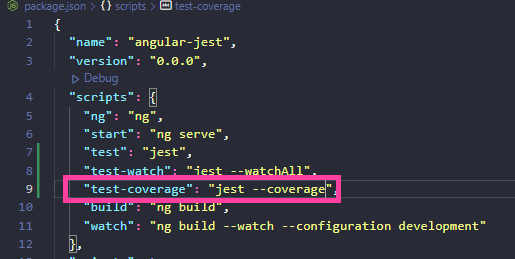 package.json > {} scripts > abc test-coverage
1 {
2 "name": "angular-jest",
3 "version": "0.0.0",
Debug
4 "scripts": {
5 "ng": "ng",
6 "start": "ng serve",
7 "test": "jest",
8 "test-watch": "jest --watchAll",
9 "test-coverage": "jest --coverage",
10 "build": "ng build",
11 "watch": "ng build --watch --configuration development"
12 },